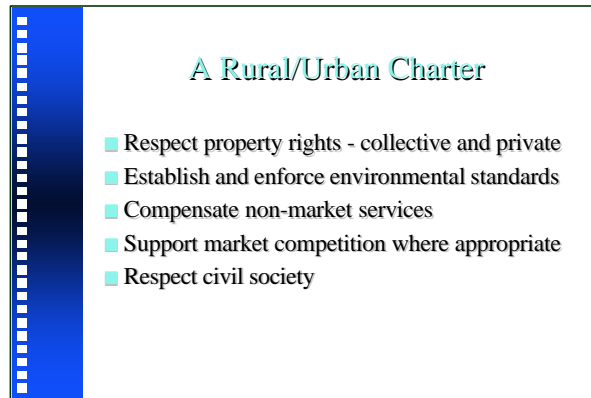 A Rural/Urban Charter
Respect property rights - collective and private
Establish and enforce environmental standards
Compensate non-market services
Support market competition where appropriate
Respect civil society